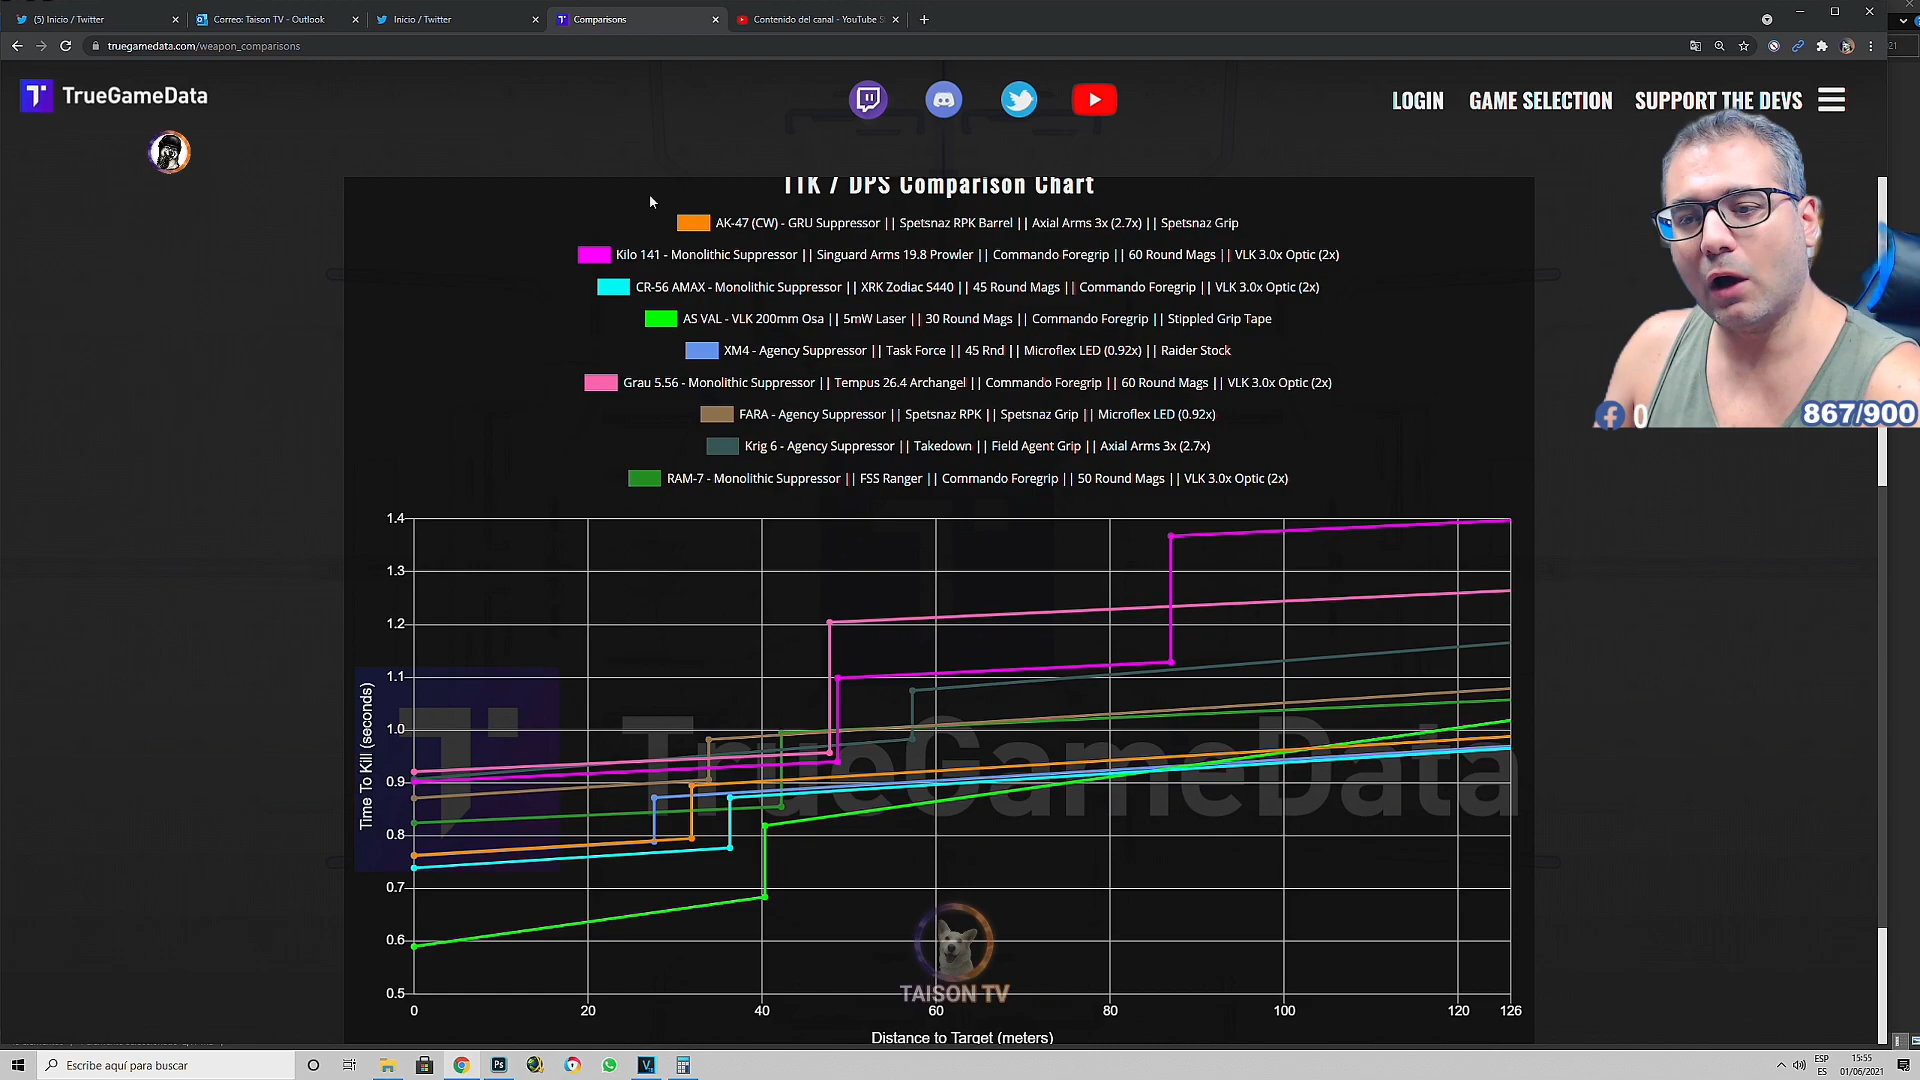 (5) Inicio / Twitter
Correo: Taison TV - Outlook
Inicio / Twitter
Comparisons
Contenido del canal - YouTube S
truegamedata.com/weapon_comparisons
21
TrueGameData
LOGIN
GAME SELECTION
SUPPORT THE DEVS
TTK / DPS Comparison Chart
AK-47 (CW) - GRU Suppressor || Spetsnaz RPK Barrel || Axial Arms 3x (2.7x) || Spetsnaz Grip
Kilo 141 - Monolithic Suppressor || Singuard Arms 19.8 Prowler || Commando Foregrip || 60 Round Mags || VLK 3.0x Optic (2x)
CR-56 AMAX - Monolithic Suppressor || XRK Zodiac S440 || 45 Round Mags || Commando Foregrip || VLK 3.0x Optic (2x)
AS VAL - VLK 200mm Osa || 5mW Laser || 30 Round Mags || Commando Foregrip || Stippled Grip Tape
XM4 - Agency Suppressor || Task Force || 45 Rnd || Microflex LED (0.92x) || Raider Stock
Grau 5.56 - Monolithic Suppressor || Tempus 26.4 Archangel || Commando Foregrip || 60 Round Mags || VLK 3.0x Optic (2x)
FARA - Agency Suppressor || Spetsnaz RPK || Spetsnaz Grip || Microflex LED (0.92x)
Krig 6 - Agency Suppressor || Takedown || Field Agent Grip || Axial Arms 3x (2.7x)
RAM-7 - Monolithic Suppressor || FSS Ranger || Commando Foregrip || 50 Round Mags || VLK 3.0x Optic (2x)
0
867/900
1.4
1.3
1.2
1.1
1.0
0.9
0.8
0.7
0.6
0.5
Time To Kill (seconds)
TrueGameData
TAISON TV
0
20
40
60
80
100
120
126
Distance to Target (meters)
Escribe aquí para buscar
ESP
ES
15:55
01/06/2021